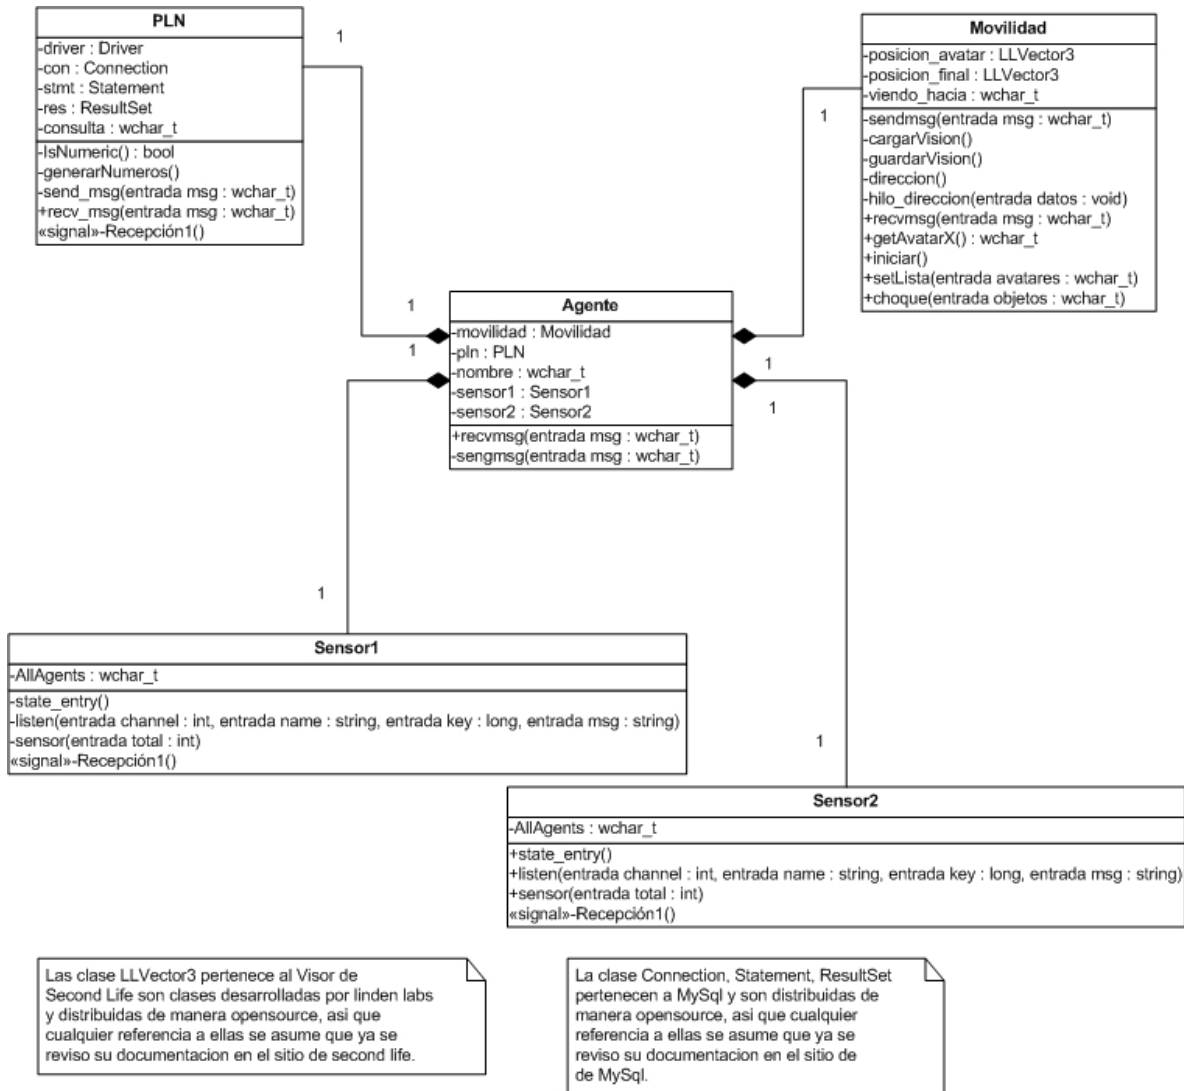 PLN
-driver : Driver
-con : Connection
-stmt : Statement
-res : ResultSet
-consulta : wchar_t
-IsNumeric() : bool
-generarNumeros()
-send_msg(entrada msg : wchar_t)
+recv_msg(entrada msg : wchar_t)
«signal»-Recepción1()
1
Movilidad
-posicion_avatar : LLVector3
-posicion_final : LLVector3
-viendo_hacia : wchar_t
-sendmsg(entrada msg : wchar_t)
-cargarVision()
-guardarVision()
-direccion()
-hilo_direccion(entrada datos : void)
+recvmsg(entrada msg : wchar_t)
+getAvatarX() : wchar_t
+iniciar()
+setLista(entrada avatares : wchar_t)
+choque(entrada objetos : wchar_t)
1
1
1
Agente
-movilidad : Movilidad
-pln : PLN
-nombre : wchar_t
-sensor1 : Sensor1
-sensor2 : Sensor2
+recvmsg(entrada msg : wchar_t)
-sengmsg(entrada msg : wchar_t)
1
1
1
Sensor1
-AllAgents : wchar_t
-state_entry()
-listen(entrada channel : int, entrada name : string, entrada key : long, entrada msg : string)
-sensor(entrada total : int)
«signal»-Recepción1()
1
Sensor2
-AllAgents : wchar_t
+state_entry()
+listen(entrada channel : int, entrada name : string, entrada key : long, entrada msg : string)
+sensor(entrada total : int)
«signal»-Recepción1()
Las clase LLVector3 pertenece al Visor de
Second Life son clases desarrolladas por linden labs
y distribuidas de manera opensource, asi que
cualquier referencia a ellas se asume que ya se
reviso su documentacion en el sitio de second life.
La clase Connection, Statement, ResultSet
pertenecen a MySql y son distribuidas de
manera opensource, asi que cualquier
referencia a ellas se asume que ya se
reviso su documentacion en el sitio de
de MySql.